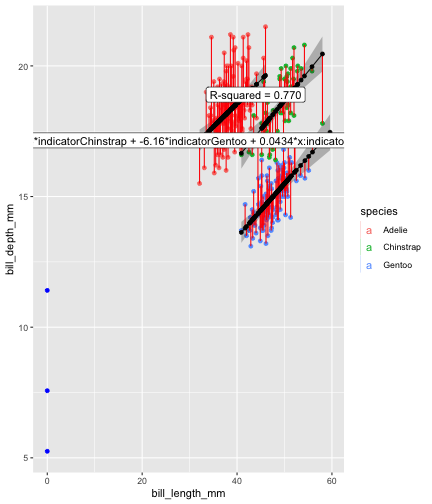 20
R-squared = 0.770
*indicatorChinstrap + -6.16*indicatorGentoo + 0.0434*x:indicato
15
10
5
0
20
40
60
bill_length_mm
bill_depth_mm
species
a Adelie
a Chinstrap
a Gentoo